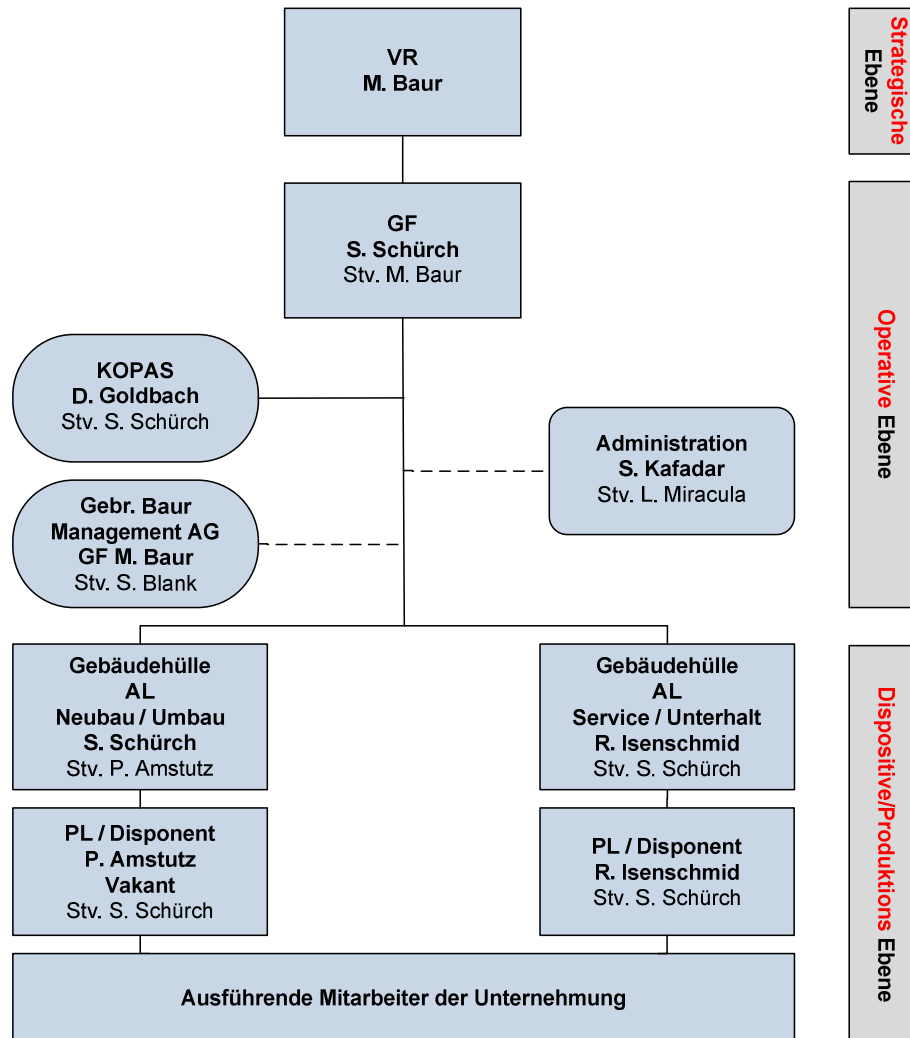 VR
M. Baur
Strategische
Ebene
GF
S. Schürch
Stv. M. Baur
Operative Ebene
KOPAS
D. Goldbach
Stv. S. Schürch
Administration
S. Kafadar
Stv. L. Miracula
Gebr. Baur
Management AG
GF M. Baur
Stv. S. Blank
Gebäudehülle
AL
Neubau / Umbau
S. Schürch
Stv. P. Amstutz
Gebäudehülle
AL
Service / Unterhalt
R. Isenschmid
Stv. S. Schürch
Dispositive/Produktions Ebene
PL / Disponent
P. Amstutz
Vakant
Stv. S. Schürch
PL / Disponent
R. Isenschmid
Stv. S. Schürch
Ausführende Mitarbeiter der Unternehmung